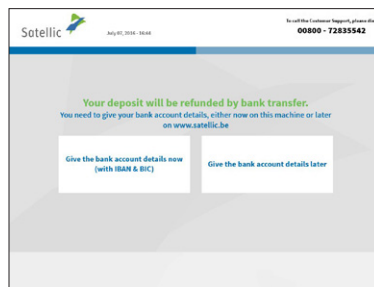 To call the Customer Support, please dial
Satellic
July 07, 2016 - 16:46
00800 - 72835542
Your deposit will be refunded by bank transfer.
You need to give your bank account details, either now on this machine or later
on www.satellic.be
Give the bank account details now
(with IBAN & BIC)
Give the bank account details later